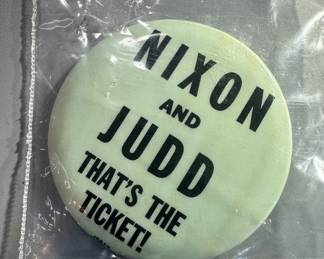 NIXON
AND
JUDD
THAT'S THE
TICKET!